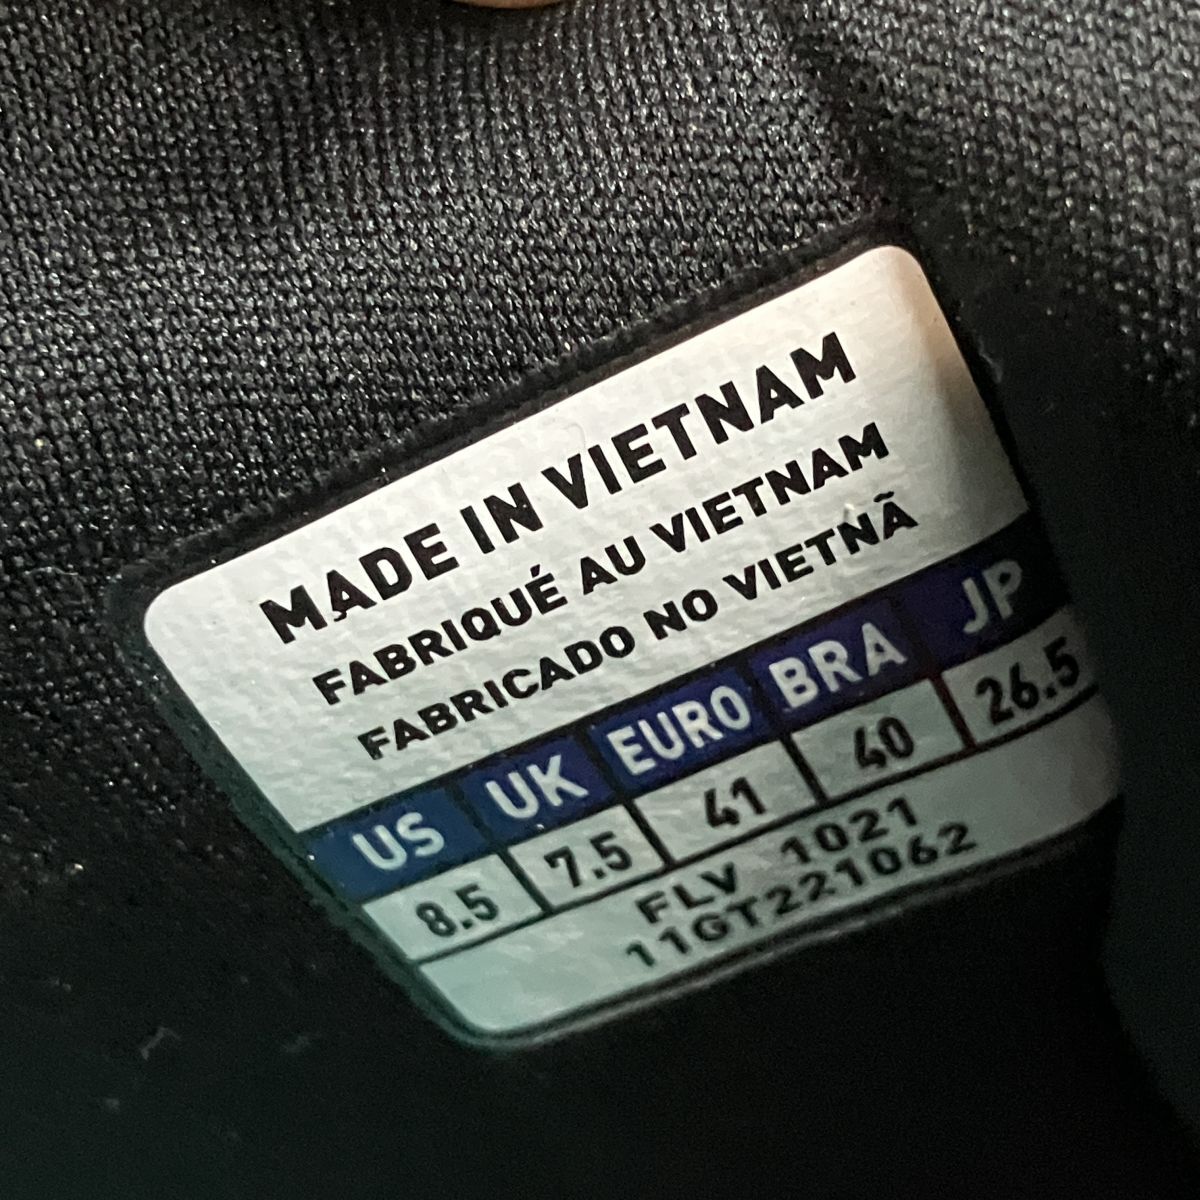 MADE IN VIETNAM
FABRIQUÉ AU VIETNAM
FABRICADO NO VIETNÃ
US UK EURO BRA JP
8.5 7.5 41 40 26.5
FLV 1021
11GT221062